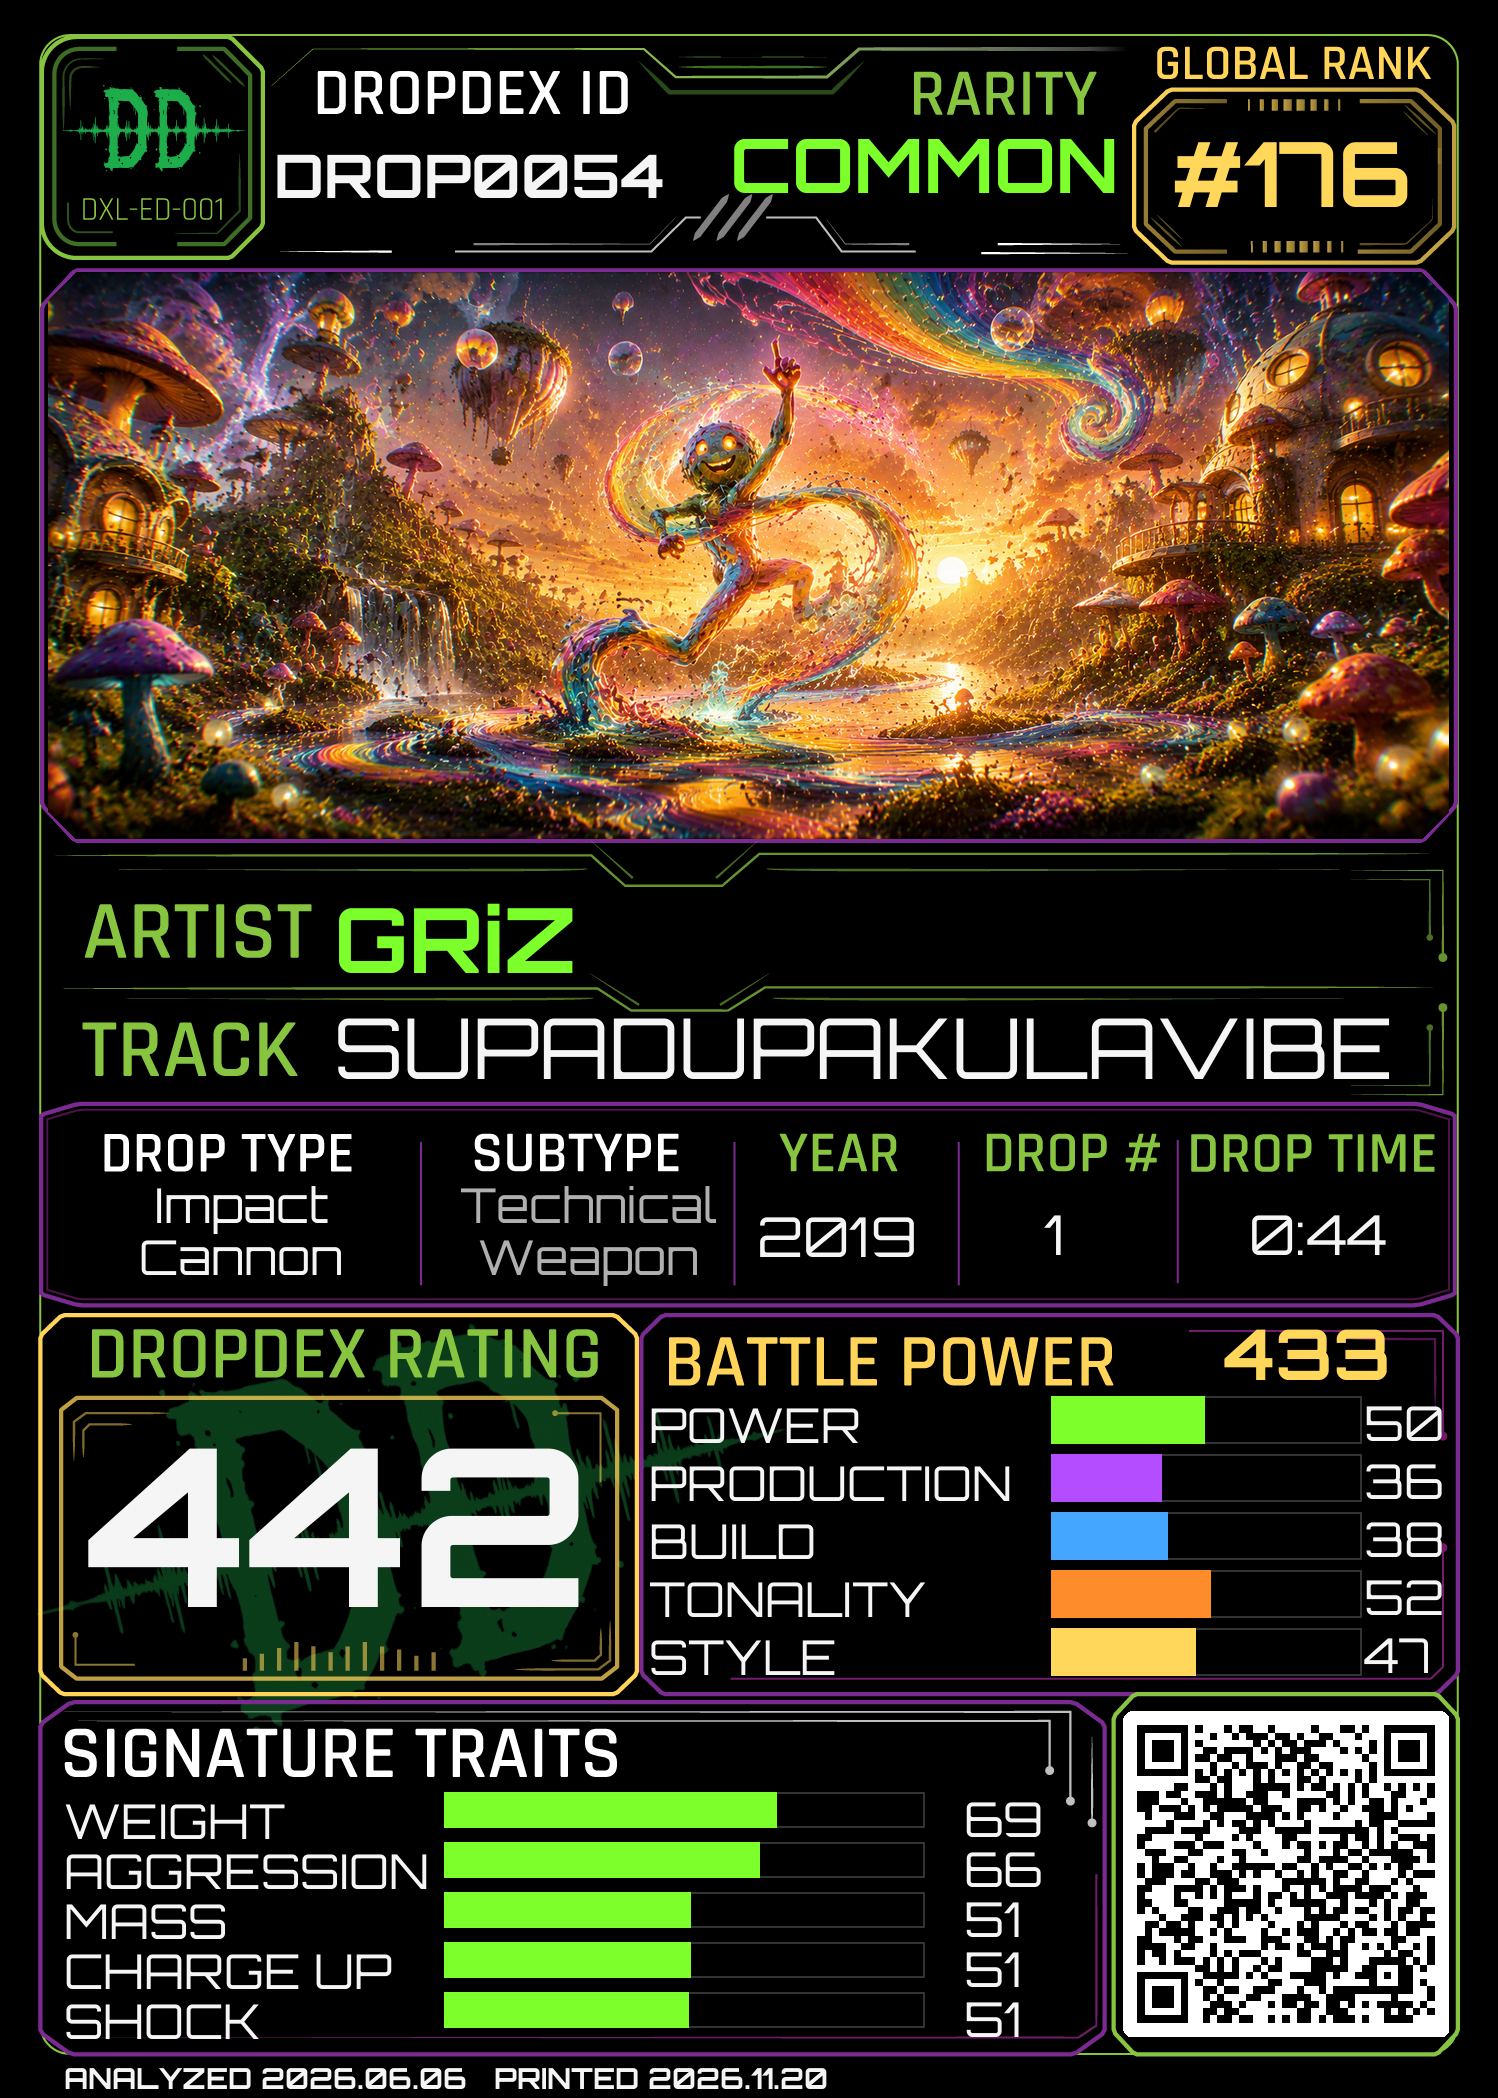 DD
DXL-ED-001
DROPDEX ID
DROP0054
RARITY
COMMON
GLOBAL RANK
#176
ARTIST GRiZ
TRACK SUPADUPAKULAVIBE
DROP TYPE
Impact
Cannon
SUBTYPE
Technical
Weapon
YEAR
2019
DROP #
1
DROP TIME
0:44
DROPDEX RATING
442
BATTLE POWER 433
POWER 50
PRODUCTION 36
BUILD 38
TONALITY 52
STYLE 47
SIGNATURE TRAITS
WEIGHT 69
AGGRESSION 66
MASS 51
CHARGE UP 51
SHOCK 51
ANALYZED 2026.06.06 PRINTED 2026.11.20